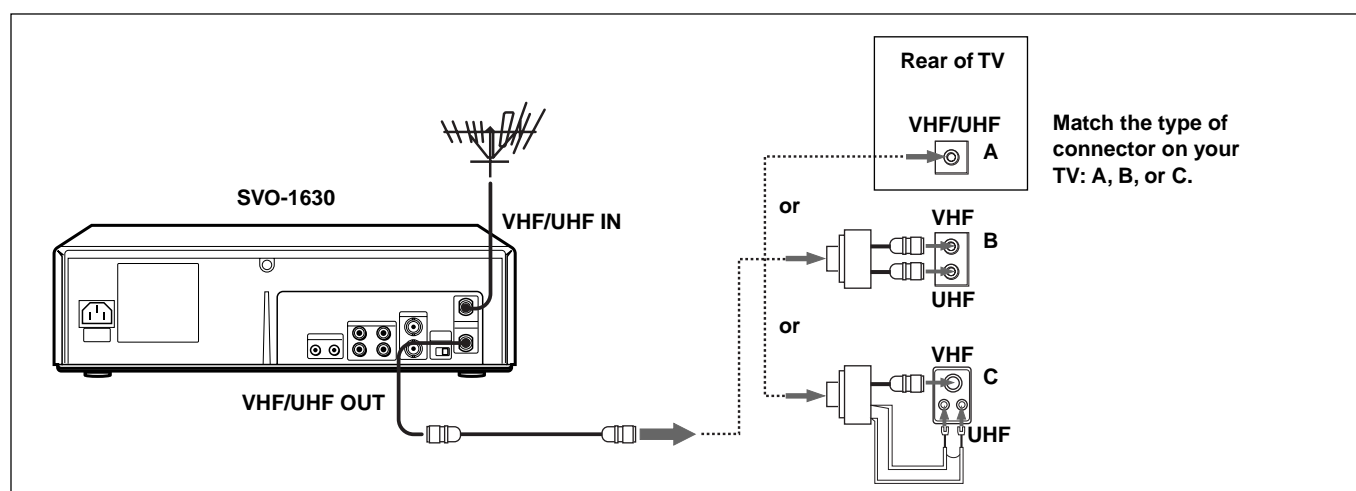 Rear of TV
VHF/UHF
A
Match the type of
connector on your
TV: A, B, or C.
SVO-1630
VHF/UHF IN
or
VHF
B
UHF
or
VHF
C
UHF
VHF/UHF OUT